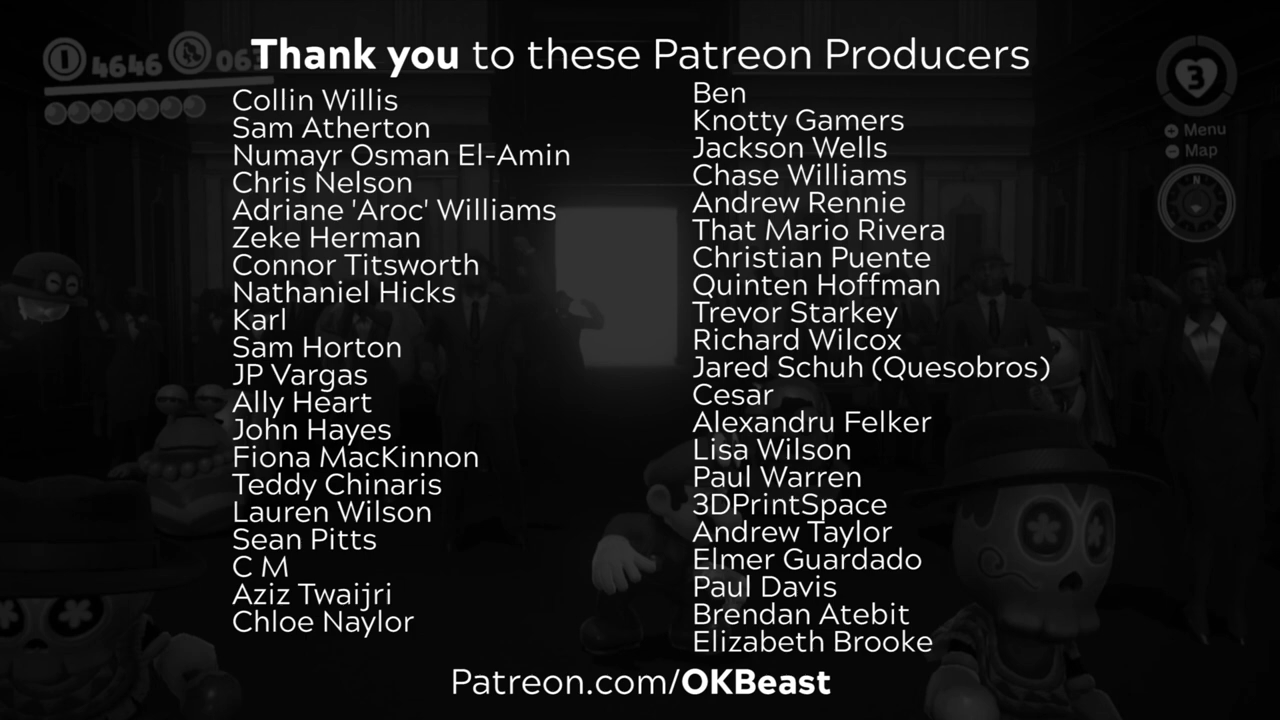 Thank you to these Patreon Producers
Collin Willis
Sam Atherton
Numayr Osman El-Amin
Chris Nelson
Adriane 'Aroc' Williams
Zeke Herman
Connor Titsworth
Nathaniel Hicks
Karl
Sam Horton
JP Vargas
Ally Heart
John Hayes
Fiona MacKinnon
Teddy Chinaris
Lauren Wilson
Sean Pitts
C M
Aziz Twaijri
Chloe Naylor
Ben
Knotty Gamers
Jackson Wells
Chase Williams
Andrew Rennie
That Mario Rivera
Christian Puente
Quinten Hoffman
Trevor Starkey
Richard Wilcox
Jared Schuh (Quesobros)
Cesar
Alexandru Felker
Lisa Wilson
Paul Warren
3DPrintSpace
Andrew Taylor
Elmer Guardado
Paul Davis
Brendan Atebit
Elizabeth Brooke
Patreon.com/OKBeast
4646
3
Menu
Map
N